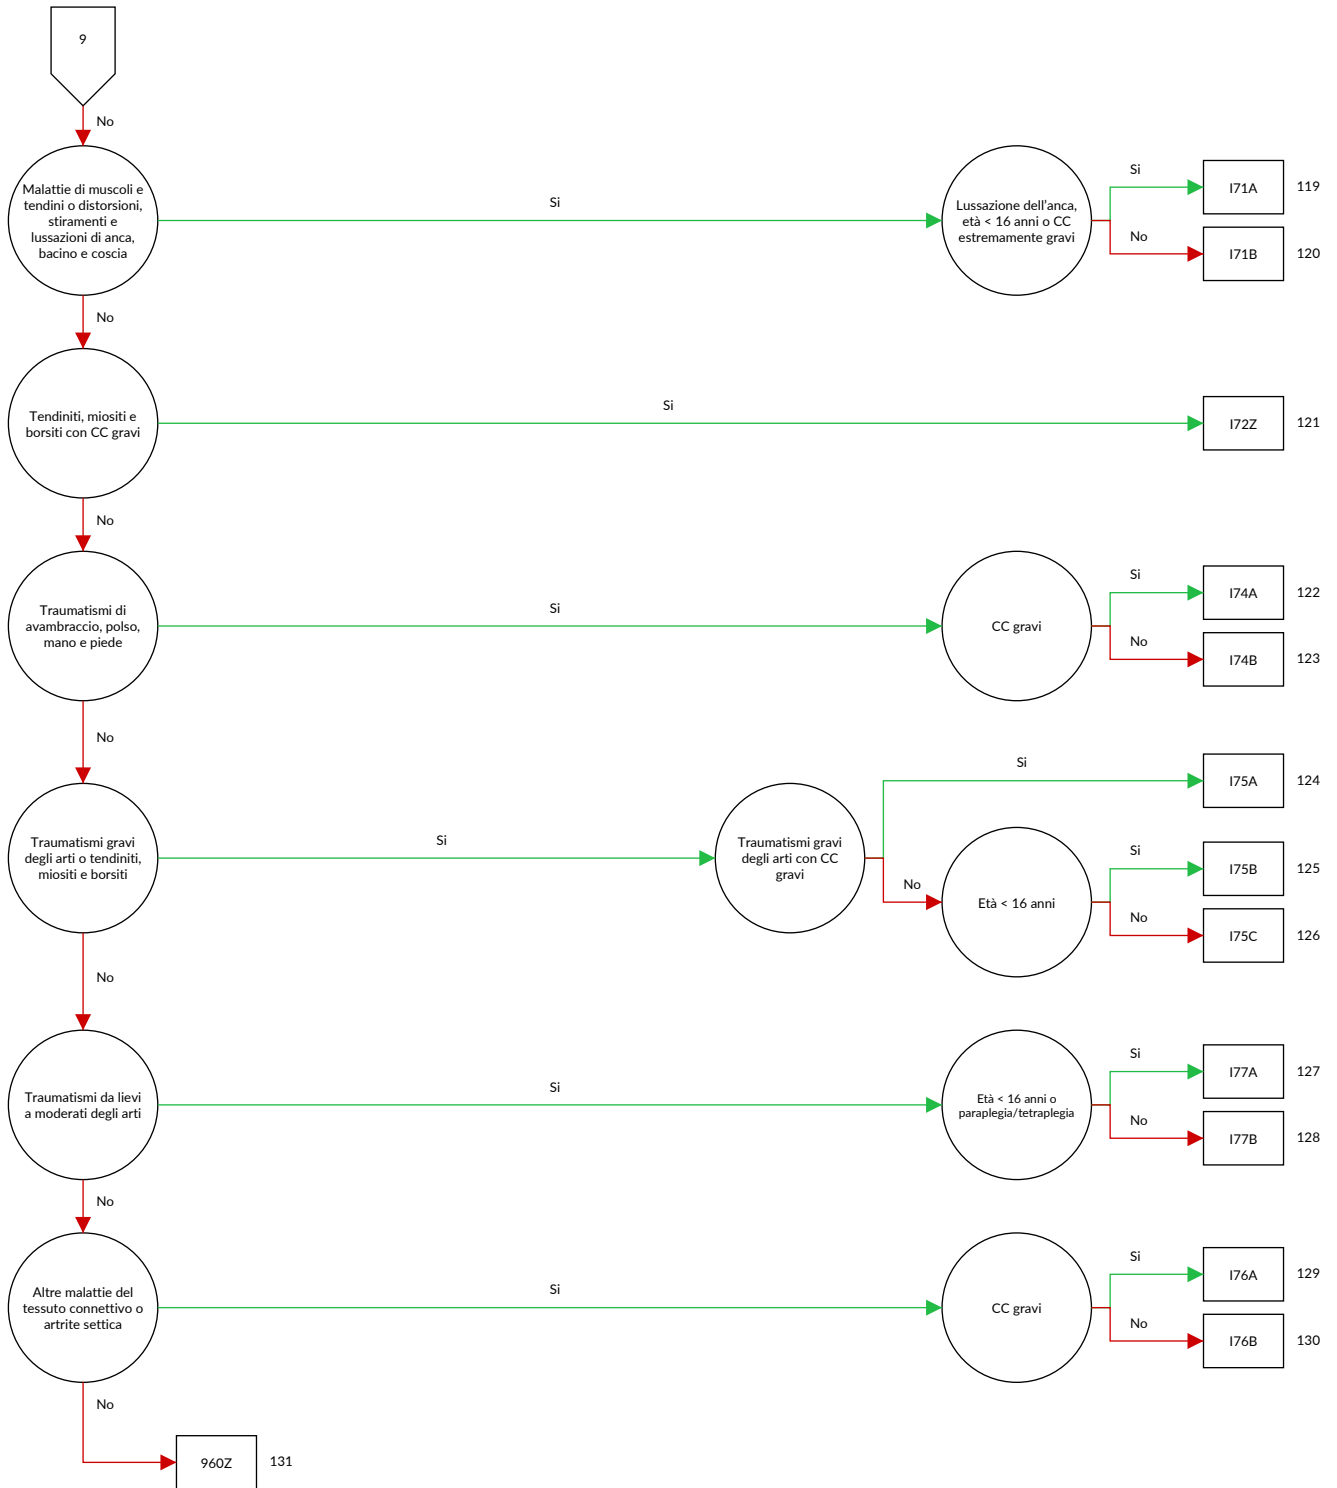 9
No
Malattie di muscoli e
tendini o distorsioni,
stiramenti e
lussazioni di anca,
bacino e coscia
Si
Lussazione dell'anca,
età < 16 anni o CC
estremamente gravi
Si
I71A
119
No
I71B
120
No
Tendiniti, miositi e
borsiti con CC gravi
Si
I72Z
121
No
Traumatismi di
avambraccio, polso,
mano e piede
Si
CC gravi
Si
I74A
122
No
I74B
123
No
Traumatismi gravi
degli arti o tendiniti,
miositi e borsiti
Si
Traumatismi gravi
degli arti con CC
gravi
Si
I75A
124
No
Età < 16 anni
Si
I75B
125
No
I75C
126
No
Traumatismi da lievi
a moderati degli arti
Si
Età < 16 anni o
paraplegia/tetraplegia
Si
I77A
127
No
I77B
128
No
Altre malattie del
tessuto connettivo o
artrite settica
Si
CC gravi
Si
I76A
129
No
I76B
130
No
960Z
131